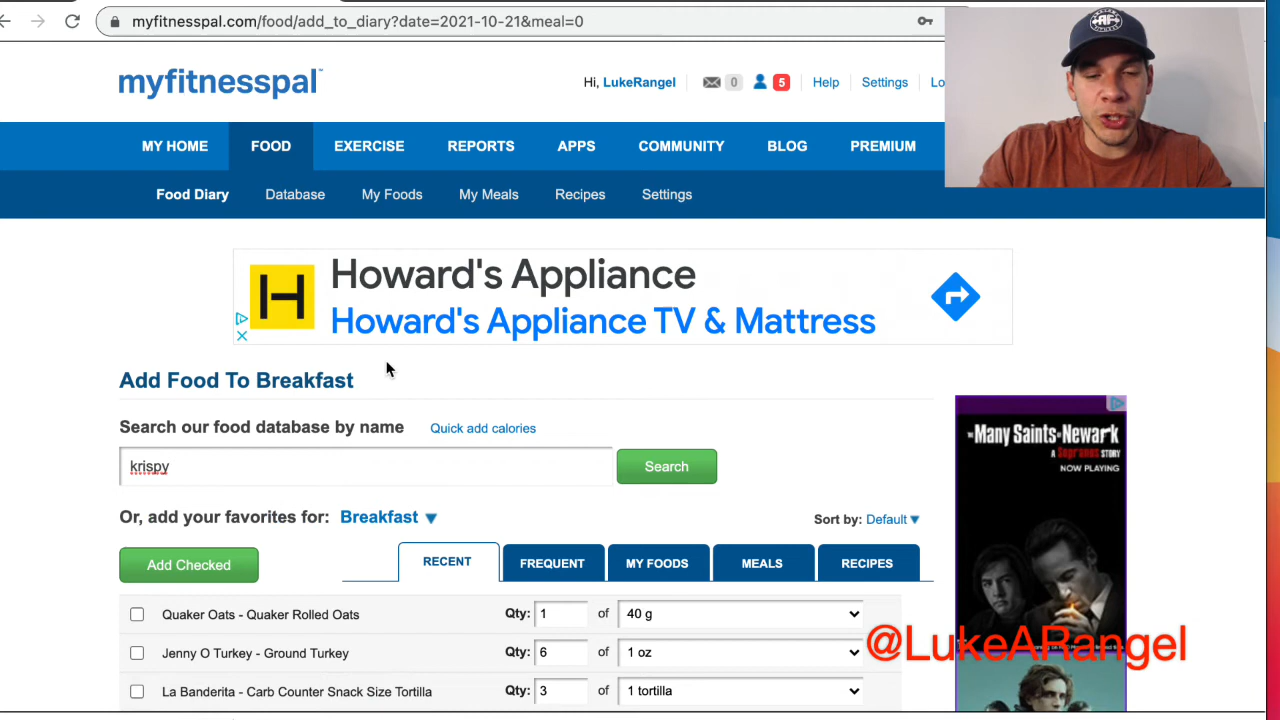 myfitnesspal.com/food/add_to_diary?date=2021-10-21&meal=0
AF
myfitnesspal™
Hi, LukeRangel 0 5 Help Settings Lo
MY HOME FOOD EXERCISE REPORTS APPS COMMUNITY BLOG PREMIUM
Food Diary Database My Foods My Meals Recipes Settings
H Howard's Appliance
Howard's Appliance TV & Mattress
Add Food To Breakfast
Search our food database by name Quick add calories
krispy Search
Or, add your favorites for: Breakfast Sort by: Default
Add Checked RECENT FREQUENT MY FOODS MEALS RECIPES
Quaker Oats - Quaker Rolled Oats Qty: 1 of 40 g
Jenny O Turkey - Ground Turkey Qty: 6 of 1 oz
La Banderita - Carb Counter Snack Size Tortilla Qty: 3 of 1 tortilla
THE Many Saints OF Newark
A Sopranos STORY
NOW PLAYING
@LukeARangel